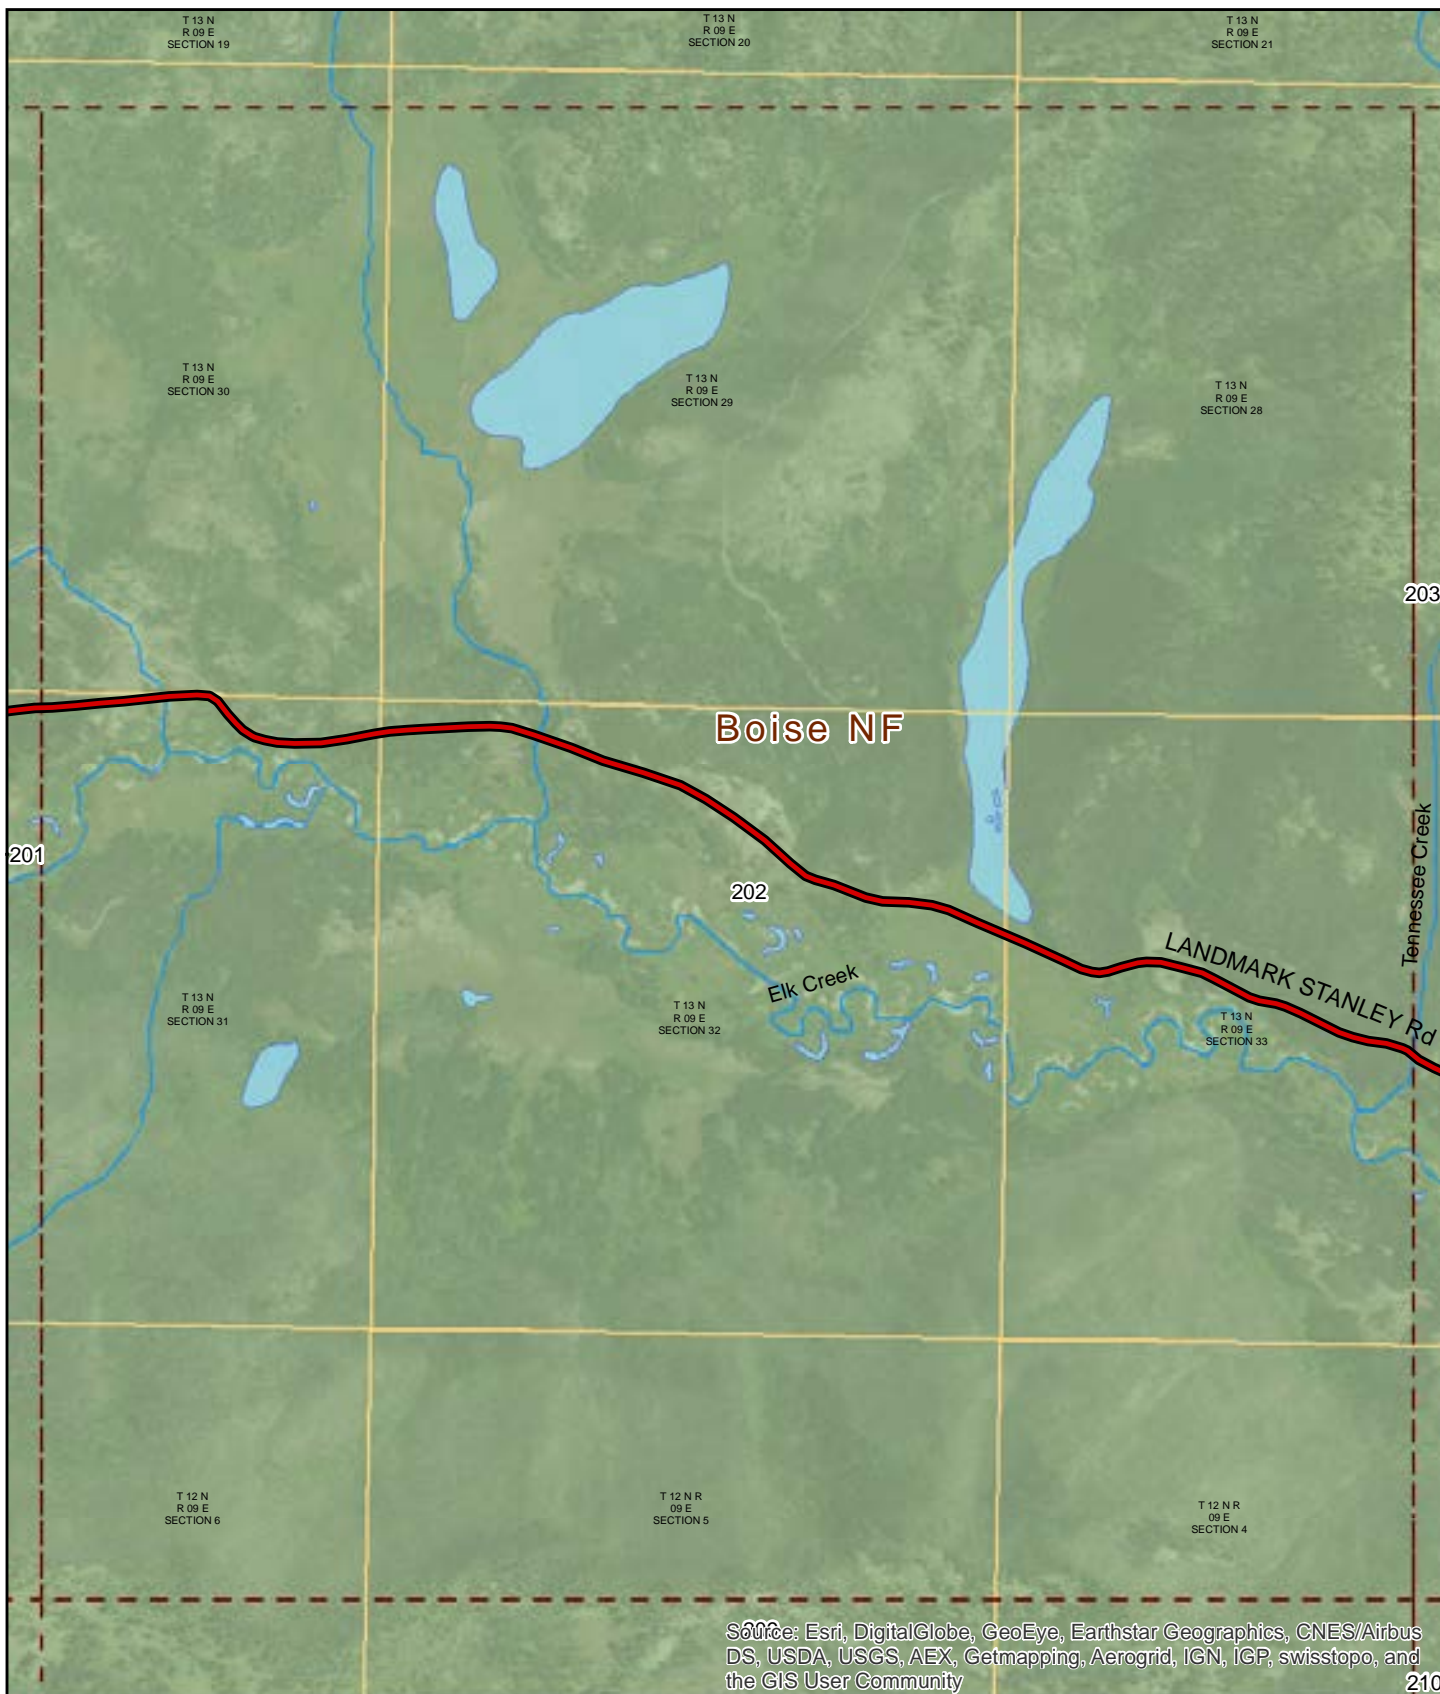 T 13 N
R 09 E
SECTION 19
T 13 N
R 09 E
SECTION 20
T 13 N
R 09 E
SECTION 21
T 13 N
R 09 E
SECTION 30
T 13 N
R 09 E
SECTION 29
T 13 N
R 09 E
SECTION 28
203
Boise NF
201
202
Tennessee Creek
LANDMARK STANLEY Rd
Elk Creek
T 13 N
R 09 E
SECTION 31
T 13 N
R 09 E
SECTION 32
T 13 N
R 09 E
SECTION 33
T 12 N
R 09 E
SECTION 6
T 12 N R
09 E
SECTION 5
T 12 N R
09 E
SECTION 4
Source: Esri, DigitalGlobe, GeoEye, Earthstar Geographics, CNES/Airbus
DS, USDA, USGS, AEX, Getmapping, Aerogrid, IGN, IGP, swisstopo, and
the GIS User Community
210